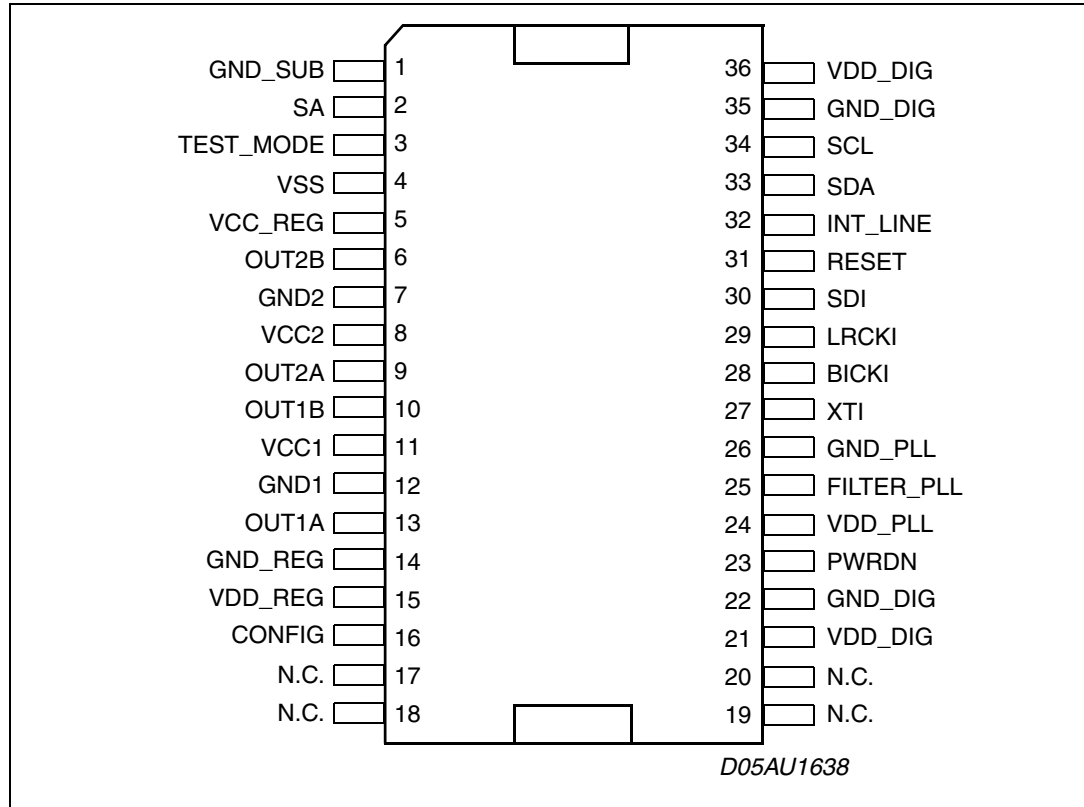 GND_SUB 1 36 VDD_DIG
SA 2 35 GND_DIG
TEST_MODE 3 34 SCL
VSS 4 33 SDA
VCC_REG 5 32 INT_LINE
OUT2B 6 31 RESET
GND2 7 30 SDI
VCC2 8 29 LRCKI
OUT2A 9 28 BICKI
OUT1B 10 27 XTI
VCC1 11 26 GND_PLL
GND1 12 25 FILTER_PLL
OUT1A 13 24 VDD_PLL
GND_REG 14 23 PWRDN
VDD_REG 15 22 GND_DIG
CONFIG 16 21 VDD_DIG
N.C. 17 20 N.C.
N.C. 18 19 N.C.
D05AU1638